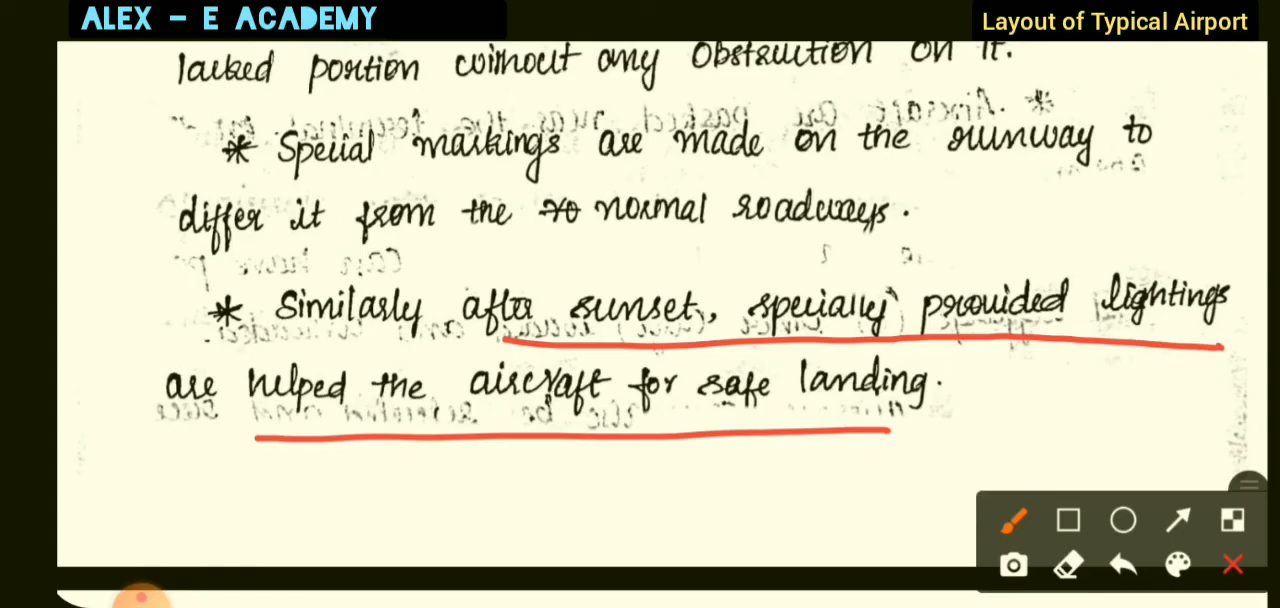 ALEX - E ACADEMY
Layout of Typical Airport
portion without any Obstruction on it.
* Special markings are made on the runway to
differ it from the normal roadways.
* Similarly after sunset, specially provided lightings
are helped the aircraft for safe landing.